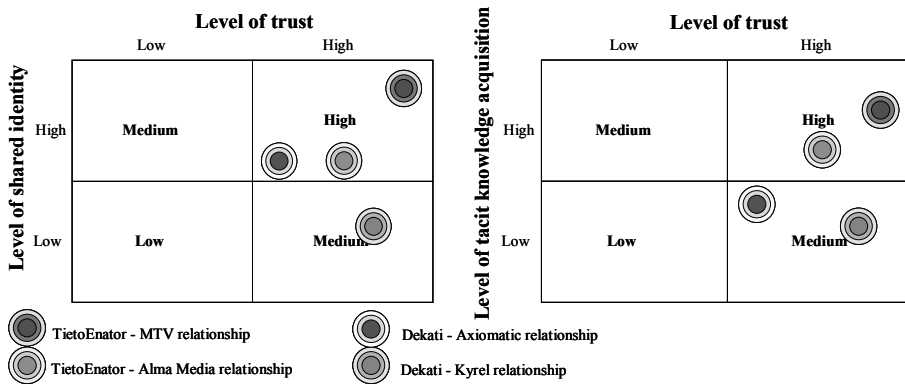 Level of trust
Low High
Level of shared identity
High
Medium
High
Low
Low
Medium
Level of trust
Low High
Level of tacit knowledge acquisition
High
Medium
High
Low
Low
Medium
TietoEnator - MTV relationship
Dekati - Axiomatic relationship
TietoEnator - Alma Media relationship
Dekati - Kyrel relationship